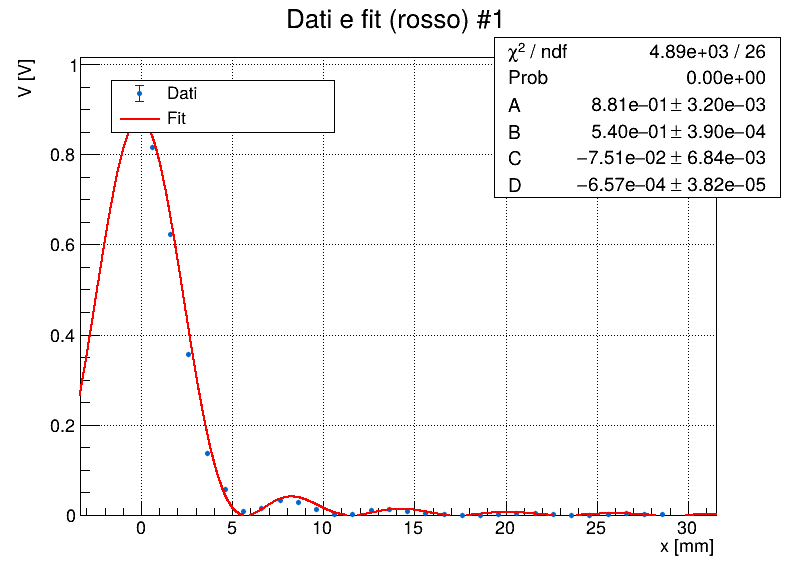 Dati e fit (rosso) #1
V [V]
χ² / ndf 4.89e+03 / 26
Prob 0.00e+00
A 8.81e−01 ± 3.20e−03
B 5.40e−01 ± 3.90e−04
C −7.51e−02 ± 6.84e−03
D −6.57e−04 ± 3.82e−05
Dati
Fit
1
0.8
0.6
0.4
0.2
0
0 5 10 15 20 25 30
x [mm]